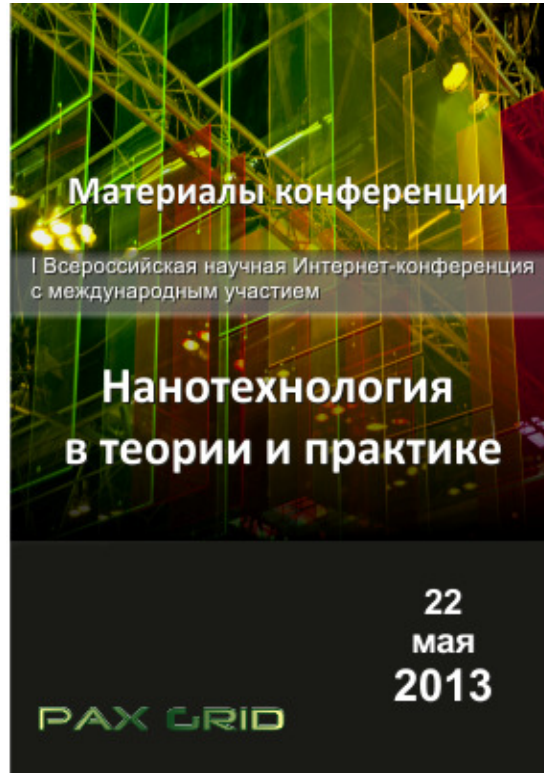 Материалы конференции
I Всероссийская научная Интернет-конференция
с международным участием
Нанотехнология
в теории и практике
22
мая
2013
PAX GRID